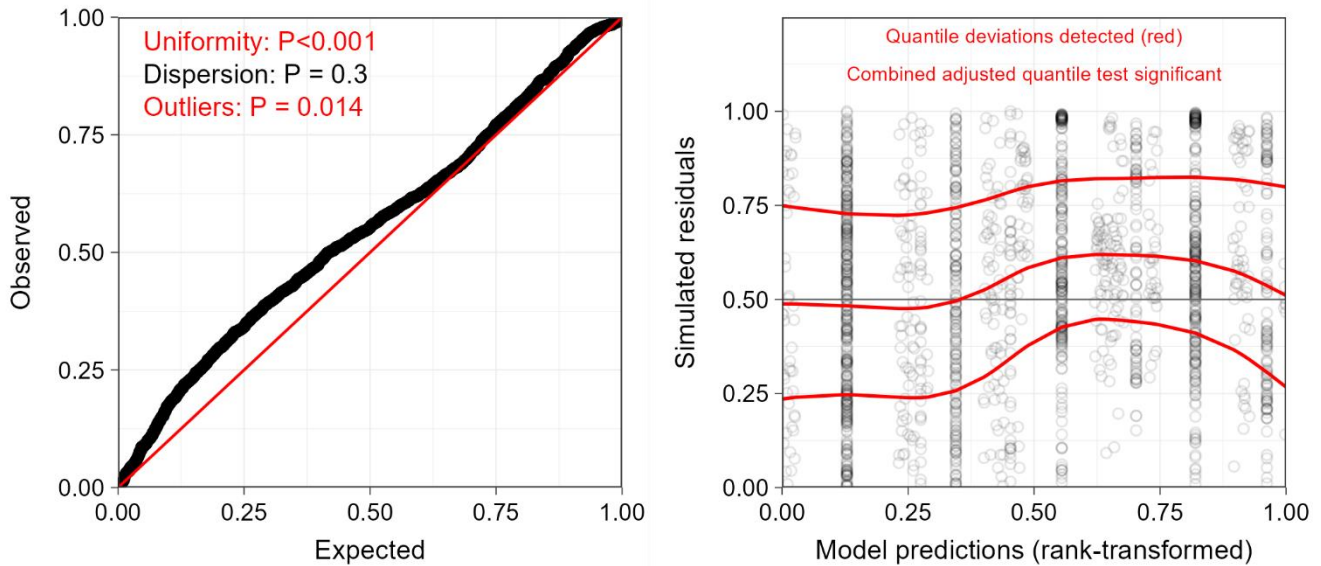 1.00
0.75
0.50
0.25
0.00
Observed
Uniformity: P<0.001
Dispersion: P = 0.3
Outliers: P = 0.014
0.00 0.25 0.50 0.75 1.00
Expected
Quantile deviations detected (red)
Combined adjusted quantile test significant
1.00
0.75
0.50
0.25
0.00
Simulated residuals
0.00 0.25 0.50 0.75 1.00
Model predictions (rank-transformed)